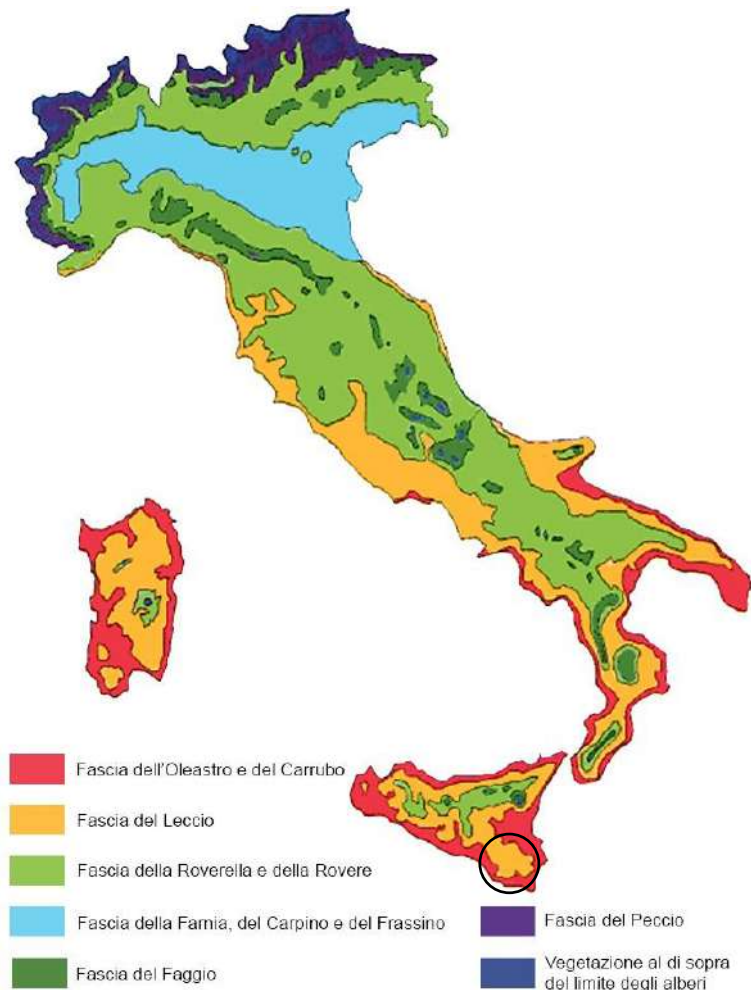 Fascia dell'Oleastro e del Carrubo
Fascia del Leccio
Fascia della Roverella e della Rovere
Fascia della Farnia, del Carpino e del Frassino
Fascia del Faggio
Fascia del Peccio
Vegetazione al di sopra
del limite degli alberi